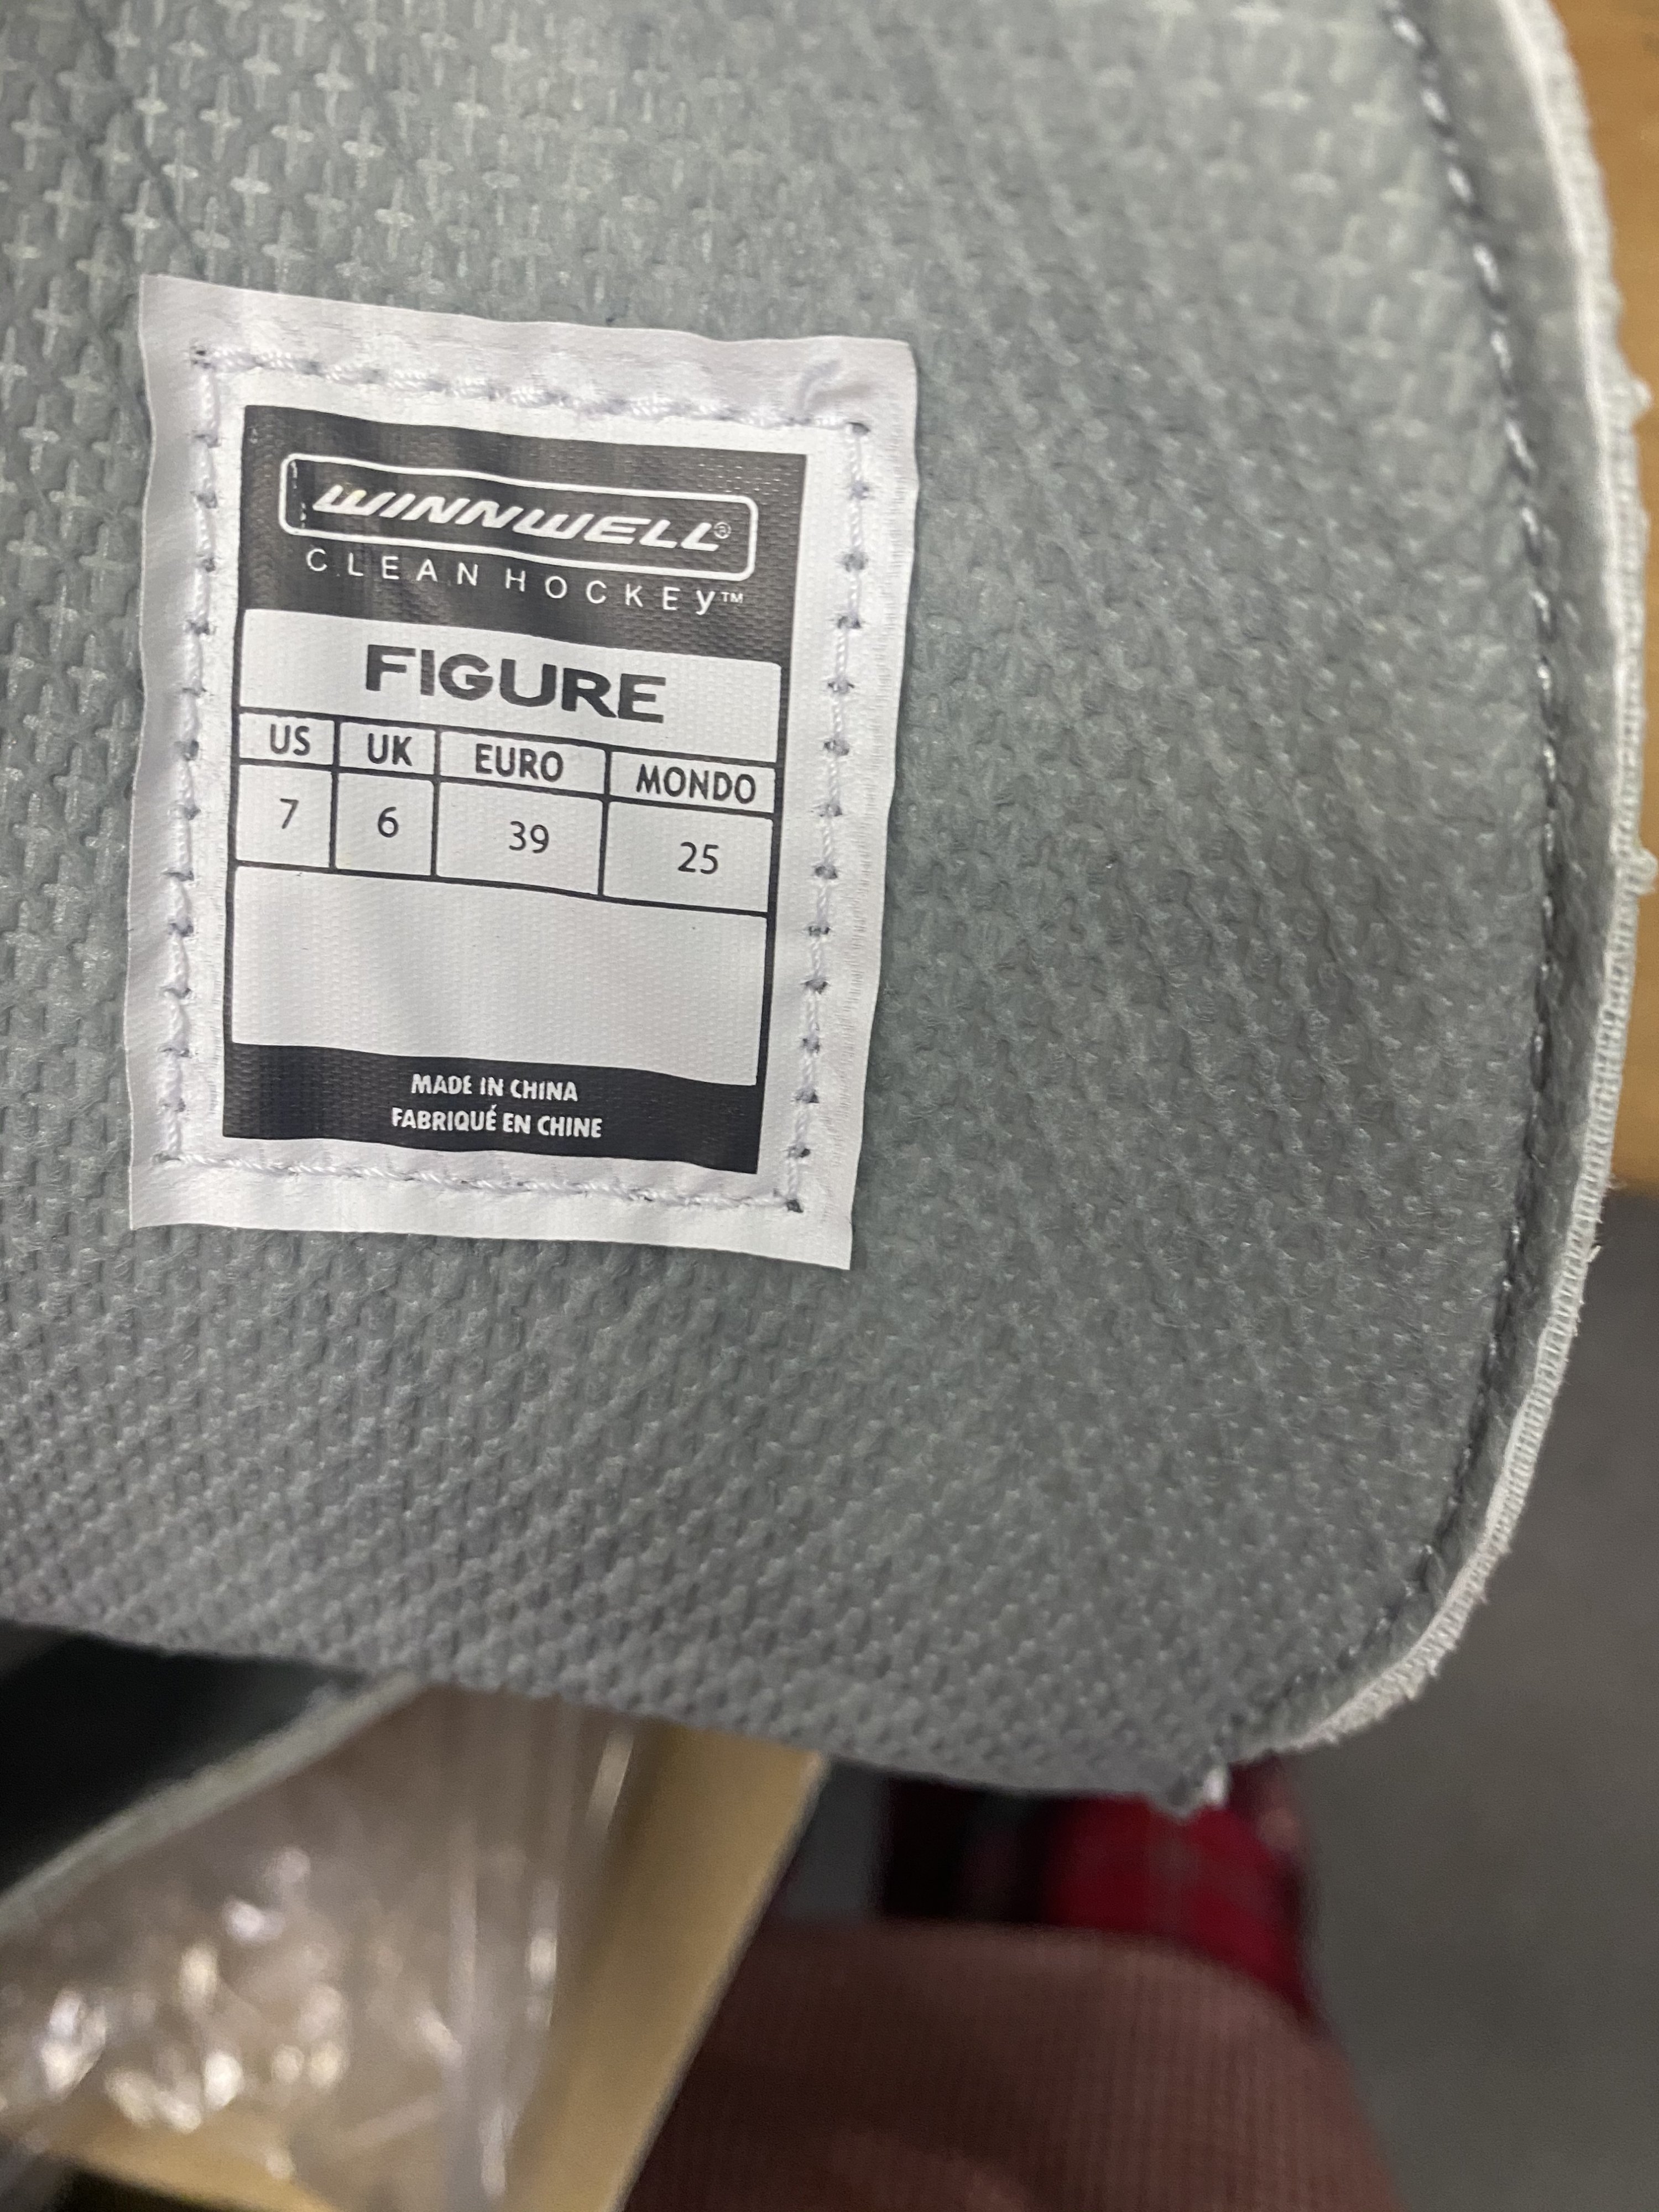 WINNWELL®
CLEAN HOCKEY™
FIGURE
US UK EURO MONDO
7 6 39 25
MADE IN CHINA
FABRIQUÉ EN CHINE